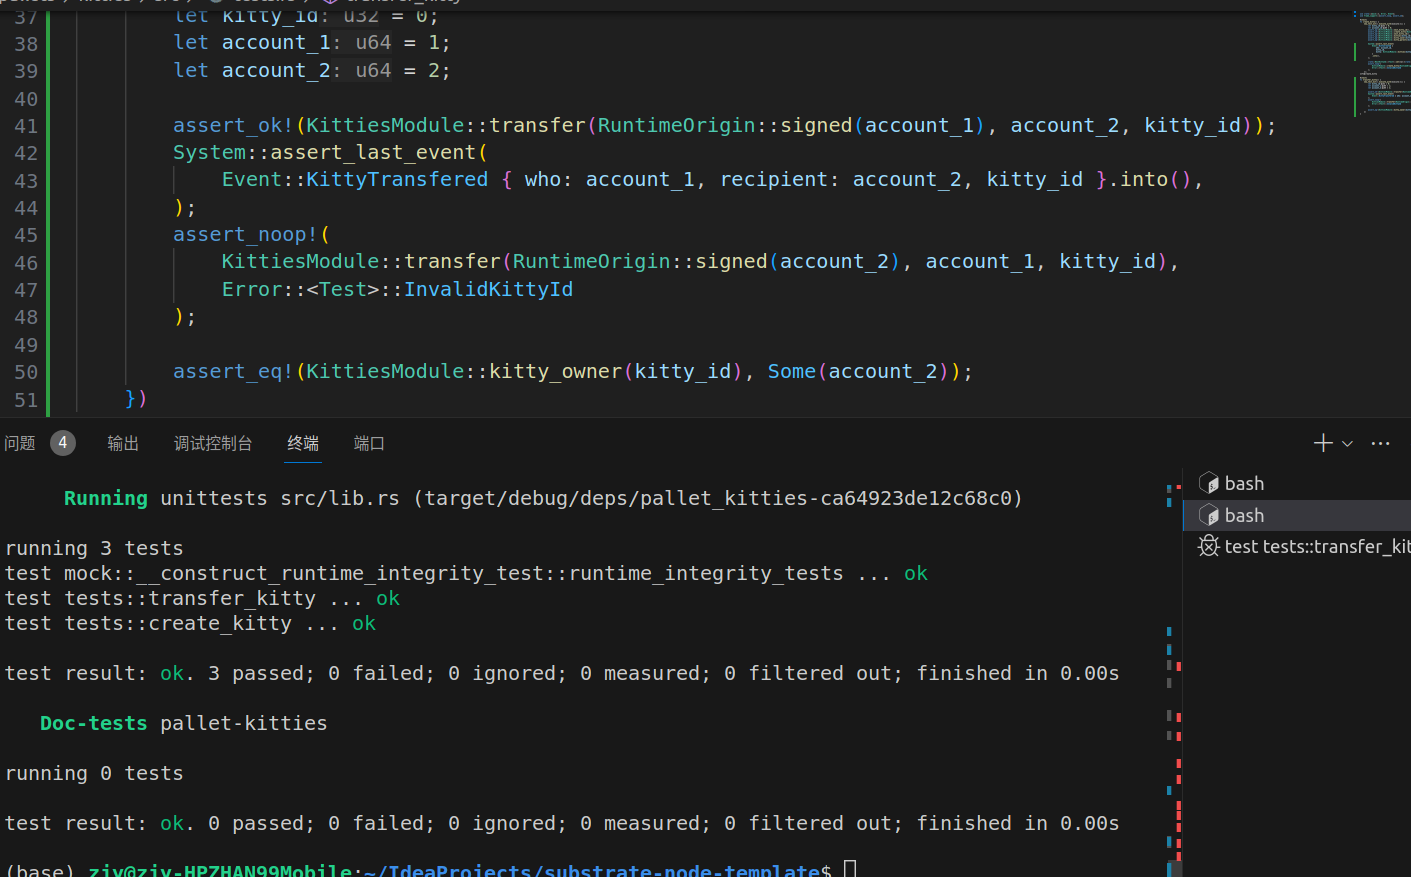 37 let kitty_id: u32 = 0;
38 let account_1: u64 = 1;
39 let account_2: u64 = 2;
40
41 assert_ok!(KittiesModule::transfer(RuntimeOrigin::signed(account_1), account_2, kitty_id));
42 System::assert_last_event(
43 Event::KittyTransfered { who: account_1, recipient: account_2, kitty_id }.into(),
44 );
45 assert_noop!(
46 KittiesModule::transfer(RuntimeOrigin::signed(account_2), account_1, kitty_id),
47 Error::<Test>::InvalidKittyId
48 );
49
50 assert_eq!(KittiesModule::kitty_owner(kitty_id), Some(account_2));
51 })
问题 4 输出 调试控制台 终端 端口
Running unittests src/lib.rs (target/debug/deps/pallet_kitties-ca64923de12c68c0)
running 3 tests
test mock::__construct_runtime_integrity_test::runtime_integrity_tests ... ok
test tests::transfer_kitty ... ok
test tests::create_kitty ... ok
test result: ok. 3 passed; 0 failed; 0 ignored; 0 measured; 0 filtered out; finished in 0.00s
Doc-tests pallet-kitties
running 0 tests
test result: ok. 0 passed; 0 failed; 0 ignored; 0 measured; 0 filtered out; finished in 0.00s
(base) ziy@ziy-HPZHAN99Mobile:~/IdeaProjects/substrate-node-template$
bash
bash
test tests::transfer_kit